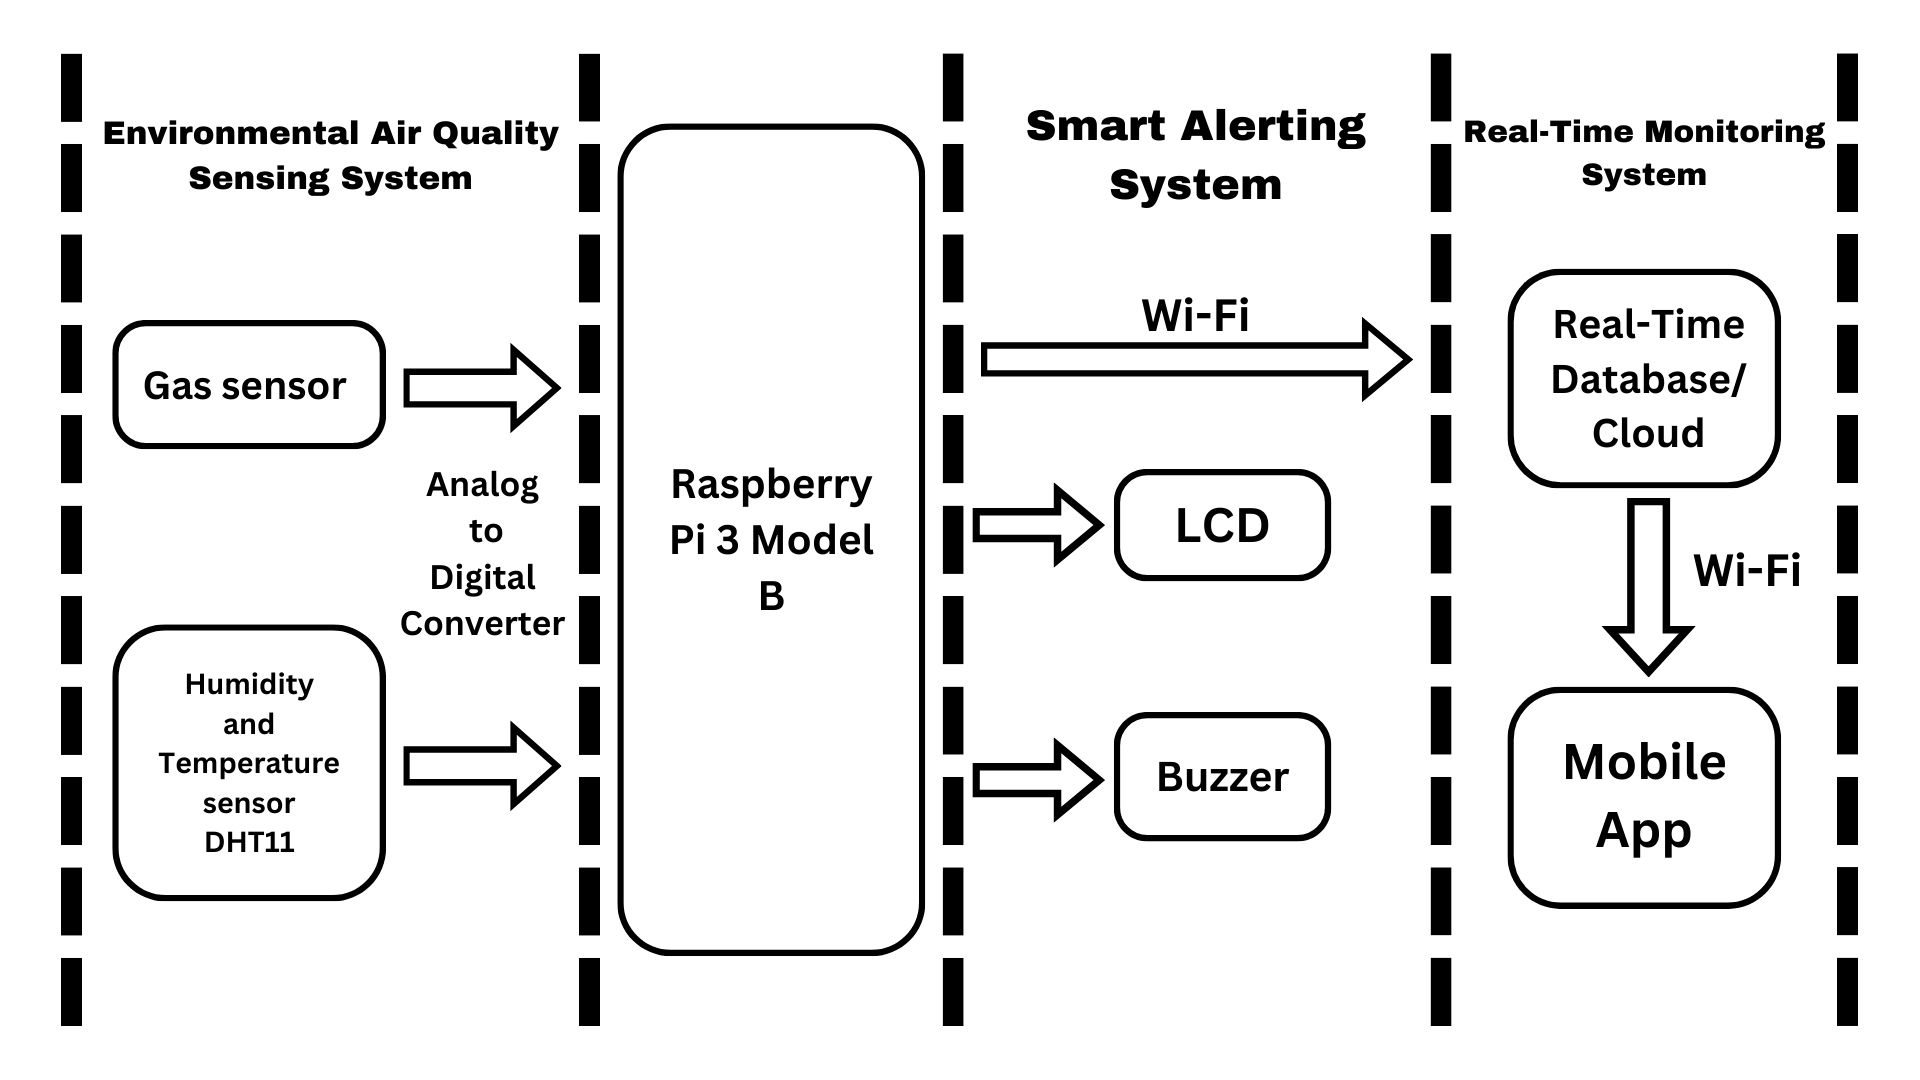 Environmental Air Quality
Sensing System
Gas sensor
Analog
to
Digital
Converter
Humidity
and
Temperature
sensor
DHT11
Raspberry
Pi 3 Model
B
Smart Alerting
System
Wi-Fi
LCD
Buzzer
Real-Time Monitoring
System
Real-Time
Database/
Cloud
Wi-Fi
Mobile
App